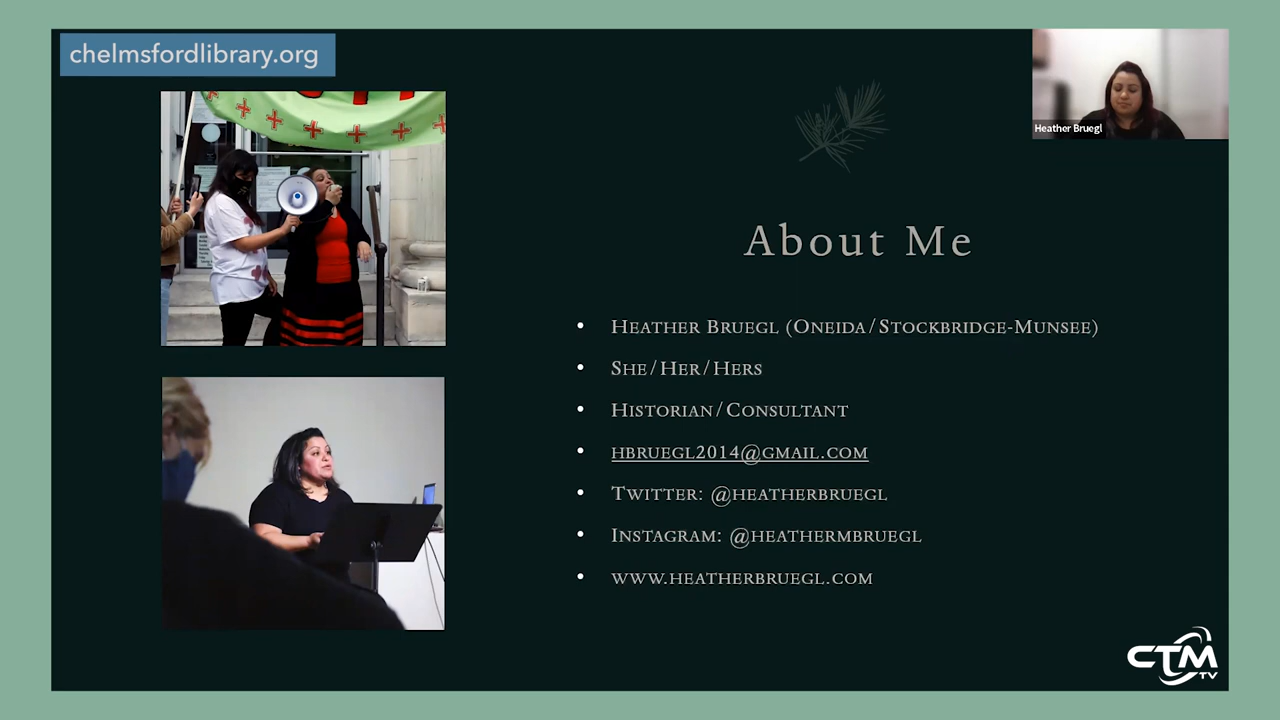 chelmsfordlibrary.org
Heather Bruegl
About Me
• Heather Bruegl (Oneida/Stockbridge-Munsee)
• She/Her/Hers
• Historian/Consultant
• hbruegl2014@gmail.com
• Twitter: @heatherbruegl
• Instagram: @heathermbruegl
• www.heatherbruegl.com
CTM
TV